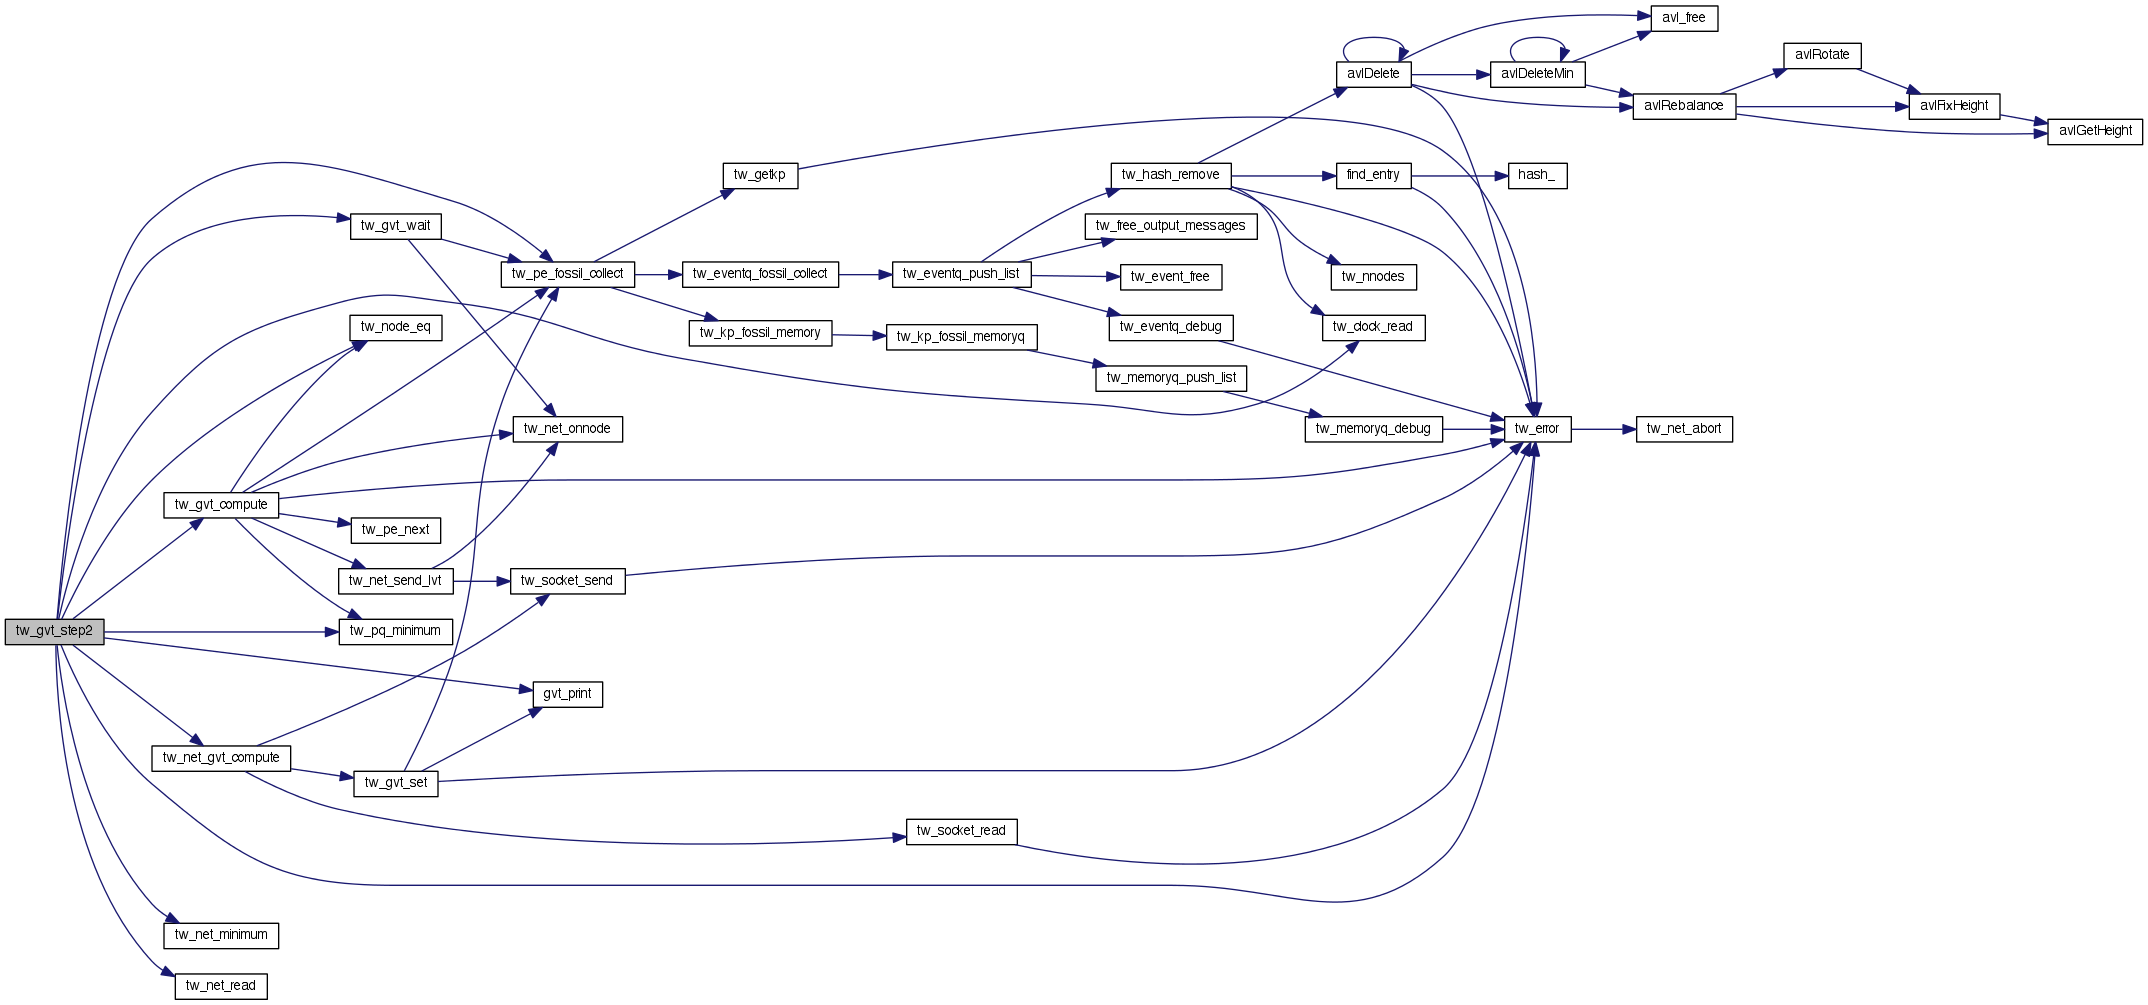 avl_free
avlRotate
avlDelete
avlDeleteMin
avlRebalance
avlFixHeight
avlGetHeight
tw_getkp
tw_hash_remove
find_entry
hash_
tw_gvt_wait
tw_free_output_messages
tw_pe_fossil_collect
tw_eventq_fossil_collect
tw_eventq_push_list
tw_event_free
tw_nnodes
tw_node_eq
tw_kp_fossil_memory
tw_kp_fossil_memoryq
tw_eventq_debug
tw_clock_read
tw_memoryq_push_list
tw_net_onnode
tw_memoryq_debug
tw_error
tw_net_abort
tw_gvt_compute
tw_pe_next
tw_net_send_lvt
tw_socket_send
tw_gvt_step2
tw_pq_minimum
gvt_print
tw_net_gvt_compute
tw_gvt_set
tw_socket_read
tw_net_minimum
tw_net_read